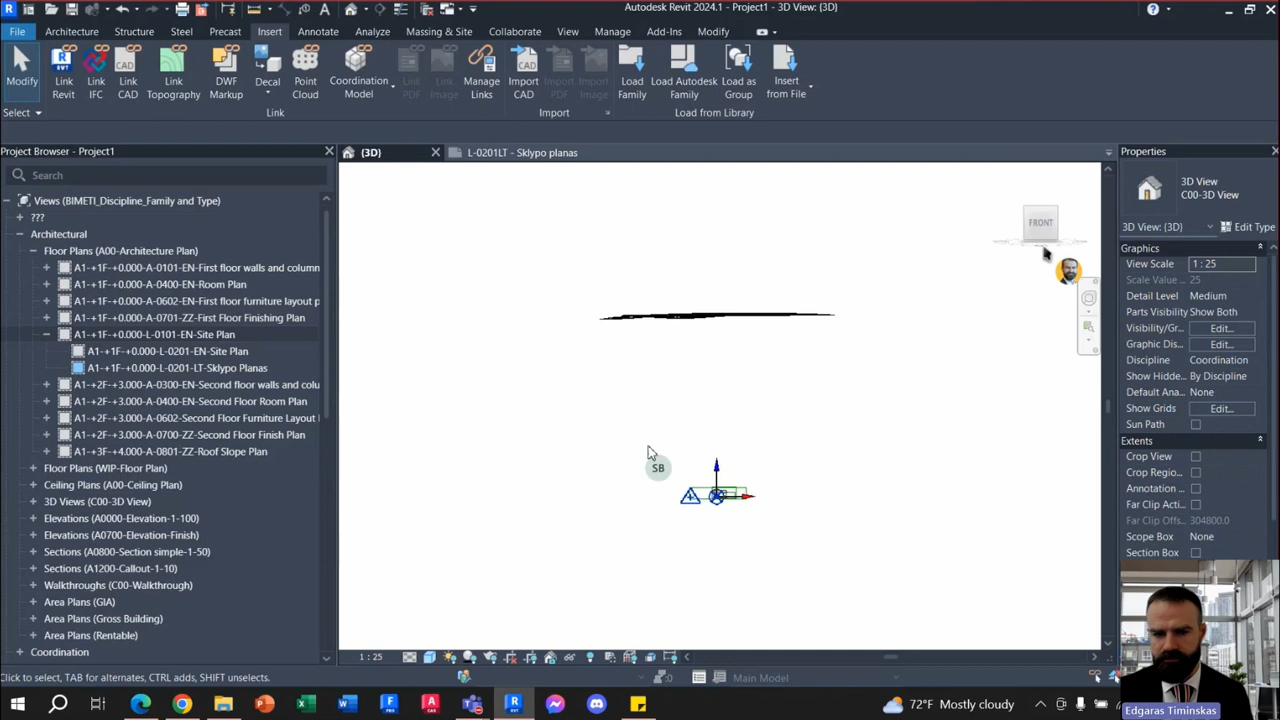 Autodesk Revit 2024.1 - Project1 - 3D View: {3D}
File Architecture Structure Steel Precast Insert Annotate Analyze Massing & Site Collaborate View Manage Add-Ins Modify
Modify
Link Revit
Link IFC
Link CAD
Link Topography
DWF Markup
Decal
Point Cloud
Coordination Model
Link PDF
Link Image
Manage Links
Import CAD
Import PDF
Import Image
Load Family
Load Autodesk Family
Load as Group
Insert from File
Select Link Import Load from Library
Project Browser - Project1
Search
Views (BIMETI_Discipline_Family and Type)
???
Architectural
Floor Plans (A00-Architecture Plan)
A1-+1F-+0.000-A-0101-EN-First floor walls and column
A1-+1F-+0.000-A-0400-EN-Room Plan
A1-+1F-+0.000-A-0602-EN-First floor furniture layout p
A1-+1F-+0.000-A-0701-ZZ-First Floor Finishing Plan
A1-+1F-+0.000-L-0101-EN-Site Plan
A1-+1F-+0.000-L-0201-EN-Site Plan
A1-+1F-+0.000-L-0201-LT-Sklypo Planas
A1-+2F-+3.000-A-0300-EN-Second floor walls and co
A1-+2F-+3.000-A-0400-EN-Second Floor Room Plan
A1-+2F-+3.000-A-0602-Second Floor Furniture Layout
A1-+2F-+3.000-A-0700-ZZ-Second Floor Finish Plan
A1-+3F-+4.000-A-0801-ZZ-Roof Slope Plan
Floor Plans (WIP-Floor Plan)
Ceiling Plans (A00-Ceiling Plan)
3D Views (C00-3D View)
Elevations (A0000-Elevation-1-100)
Elevations (A0700-Elevation-Finish)
Sections (A0800-Section simple-1-50)
Sections (A1200-Callout-1-10)
Walkthroughs (C00-Walkthrough)
Area Plans (GIA)
Area Plans (Gross Building)
Area Plans (Rentable)
Coordination
{3D}
L-0201LT - Sklypo planas
FRONT
SB
1 : 25
Properties
3D View
C00-3D View
3D View: {3D} Edit Type
Graphics
View Scale 1 : 25
Scale Value ... 25
Detail Level Medium
Parts Visibility Show Both
Visibility/Gr... Edit...
Graphic Dis... Edit...
Discipline Coordination
Show Hidde... By Discipline
Default Ana... None
Show Grids Edit...
Sun Path
Extents
Crop View
Crop Regio...
Annotation ...
Far Clip Acti...
Far Clip Offs... 304800.0
Scope Box None
Section Box
Click to select, TAB for alternates, CTRL adds, SHIFT unselects.
:0
Main Model
72°F Mostly cloudy
Edgaras Timinskas